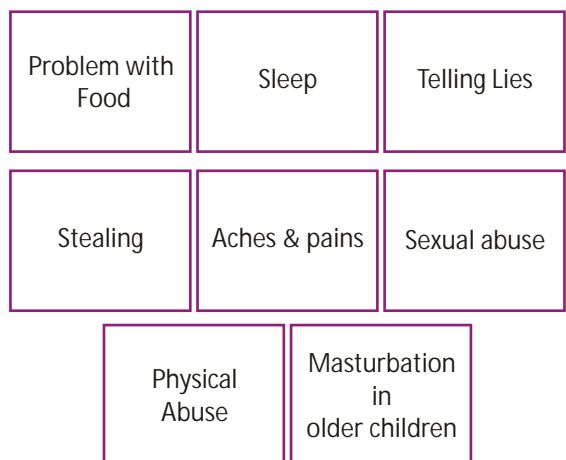 Problem with
Food
Sleep
Telling Lies
Stealing
Aches & pains
Sexual abuse
Physical
Abuse
Masturbation
in
older children